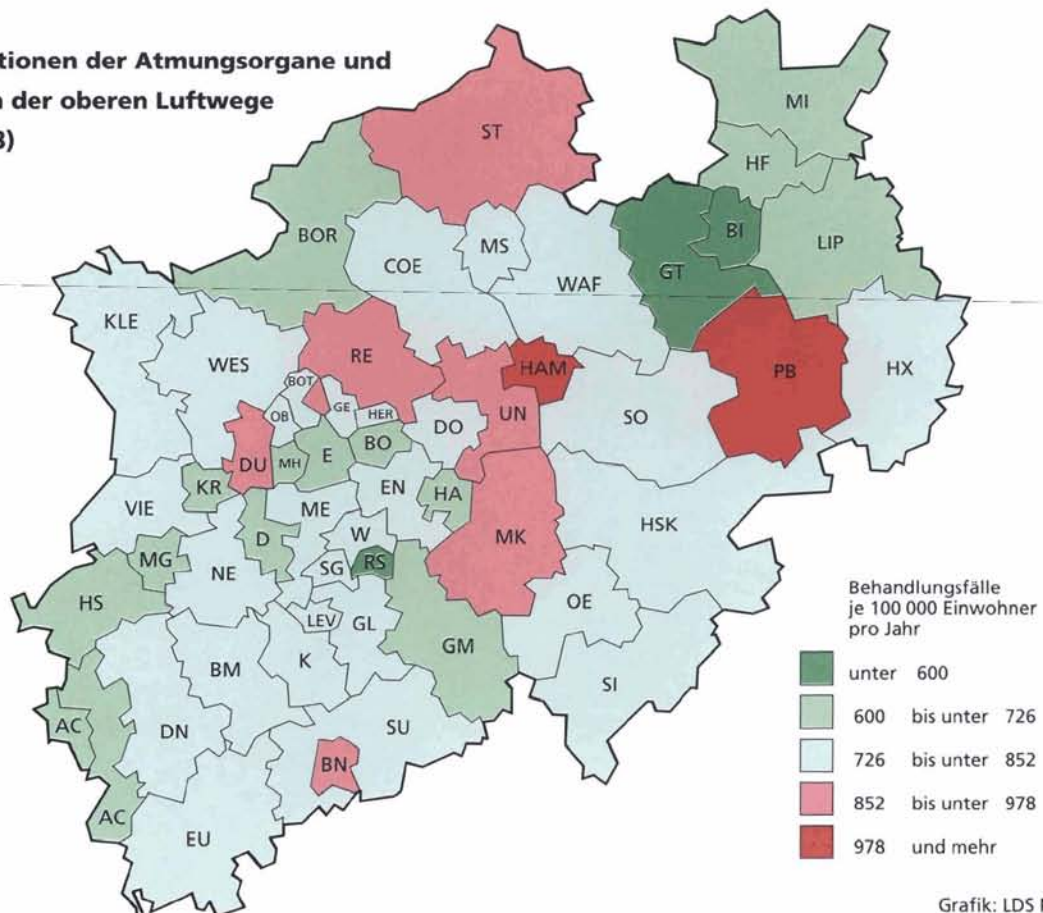 tionen der Atmungsorgane und
der oberen Luftwege
3)
ST
MI
HF
BOR
MS
BI
LIP
COE
GT
WAF
KLE
RE
WES
HAM
PB
HX
BOT
GE
OB
HER
UN
SO
DO
BO
E
DU
MH
KR
EN
HA
VIE
ME
HSK
W
D
MK
MG
SG
RS
NE
HS
OE
LEV
GL
GM
K
BM
SI
AC
DN
SU
BN
AC
EU
Behandlungsfälle
je 100 000 Einwohner
pro Jahr
unter 600
600 bis unter 726
726 bis unter 852
852 bis unter 978
978 und mehr
Grafik: LDS